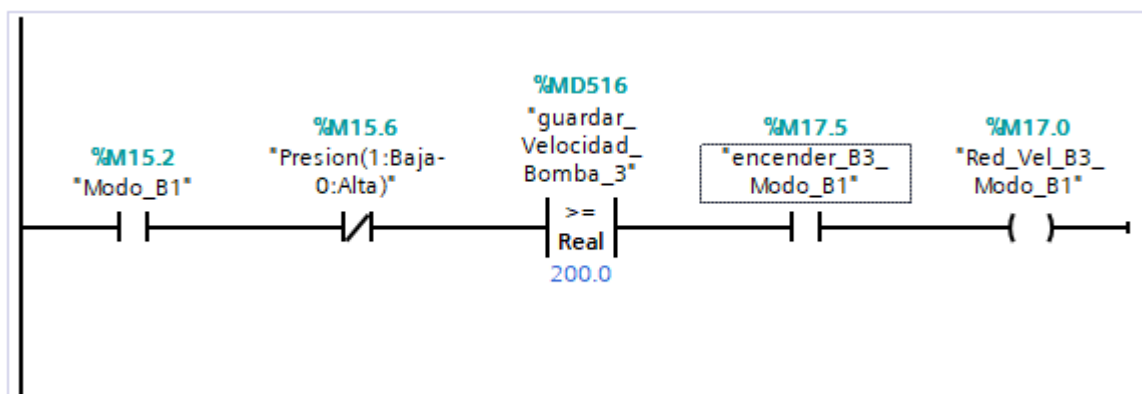 %M15.2
"Modo_B1"
%M15.6
"Presion(1:Baja-
0:Alta)"
%MD516
"guardar_
Velocidad_
Bomba_3"
>=
Real
200.0
%M17.5
"encender_B3_
Modo_B1"
%M17.0
"Red_Vel_B3_
Modo_B1"